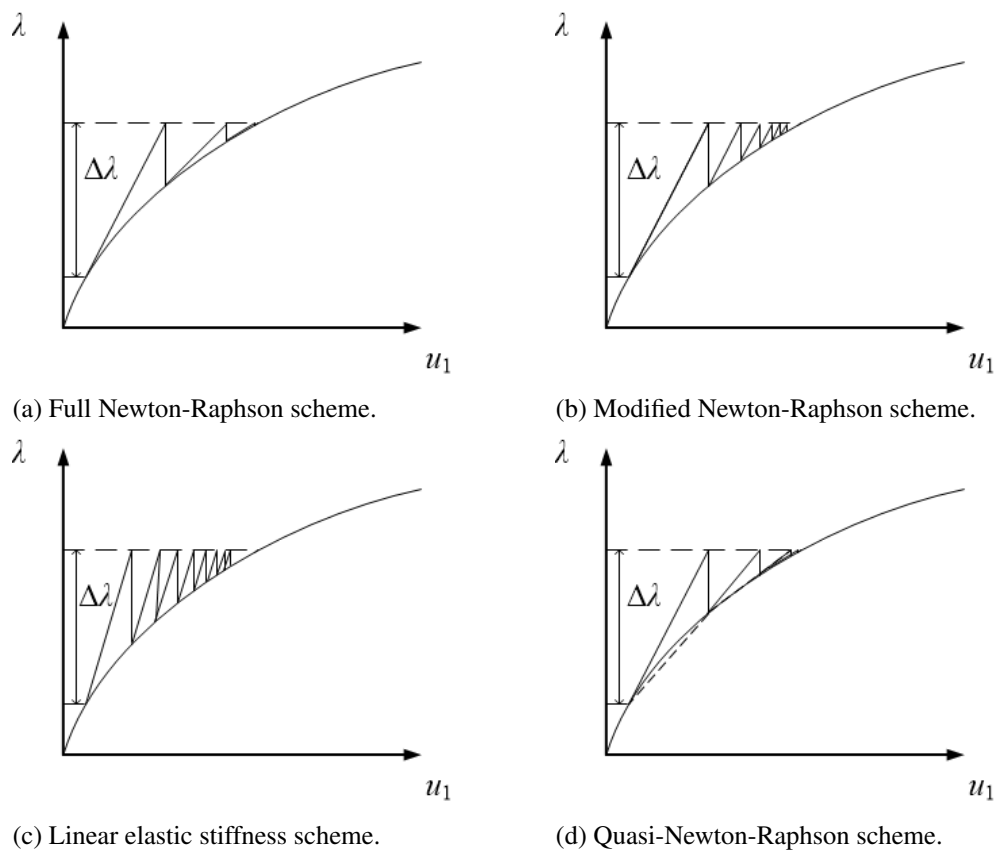 λ
Δλ
u₁
(a) Full Newton-Raphson scheme.
λ
Δλ
u₁
(b) Modified Newton-Raphson scheme.
λ
Δλ
u₁
(c) Linear elastic stiffness scheme.
λ
Δλ
u₁
(d) Quasi-Newton-Raphson scheme.